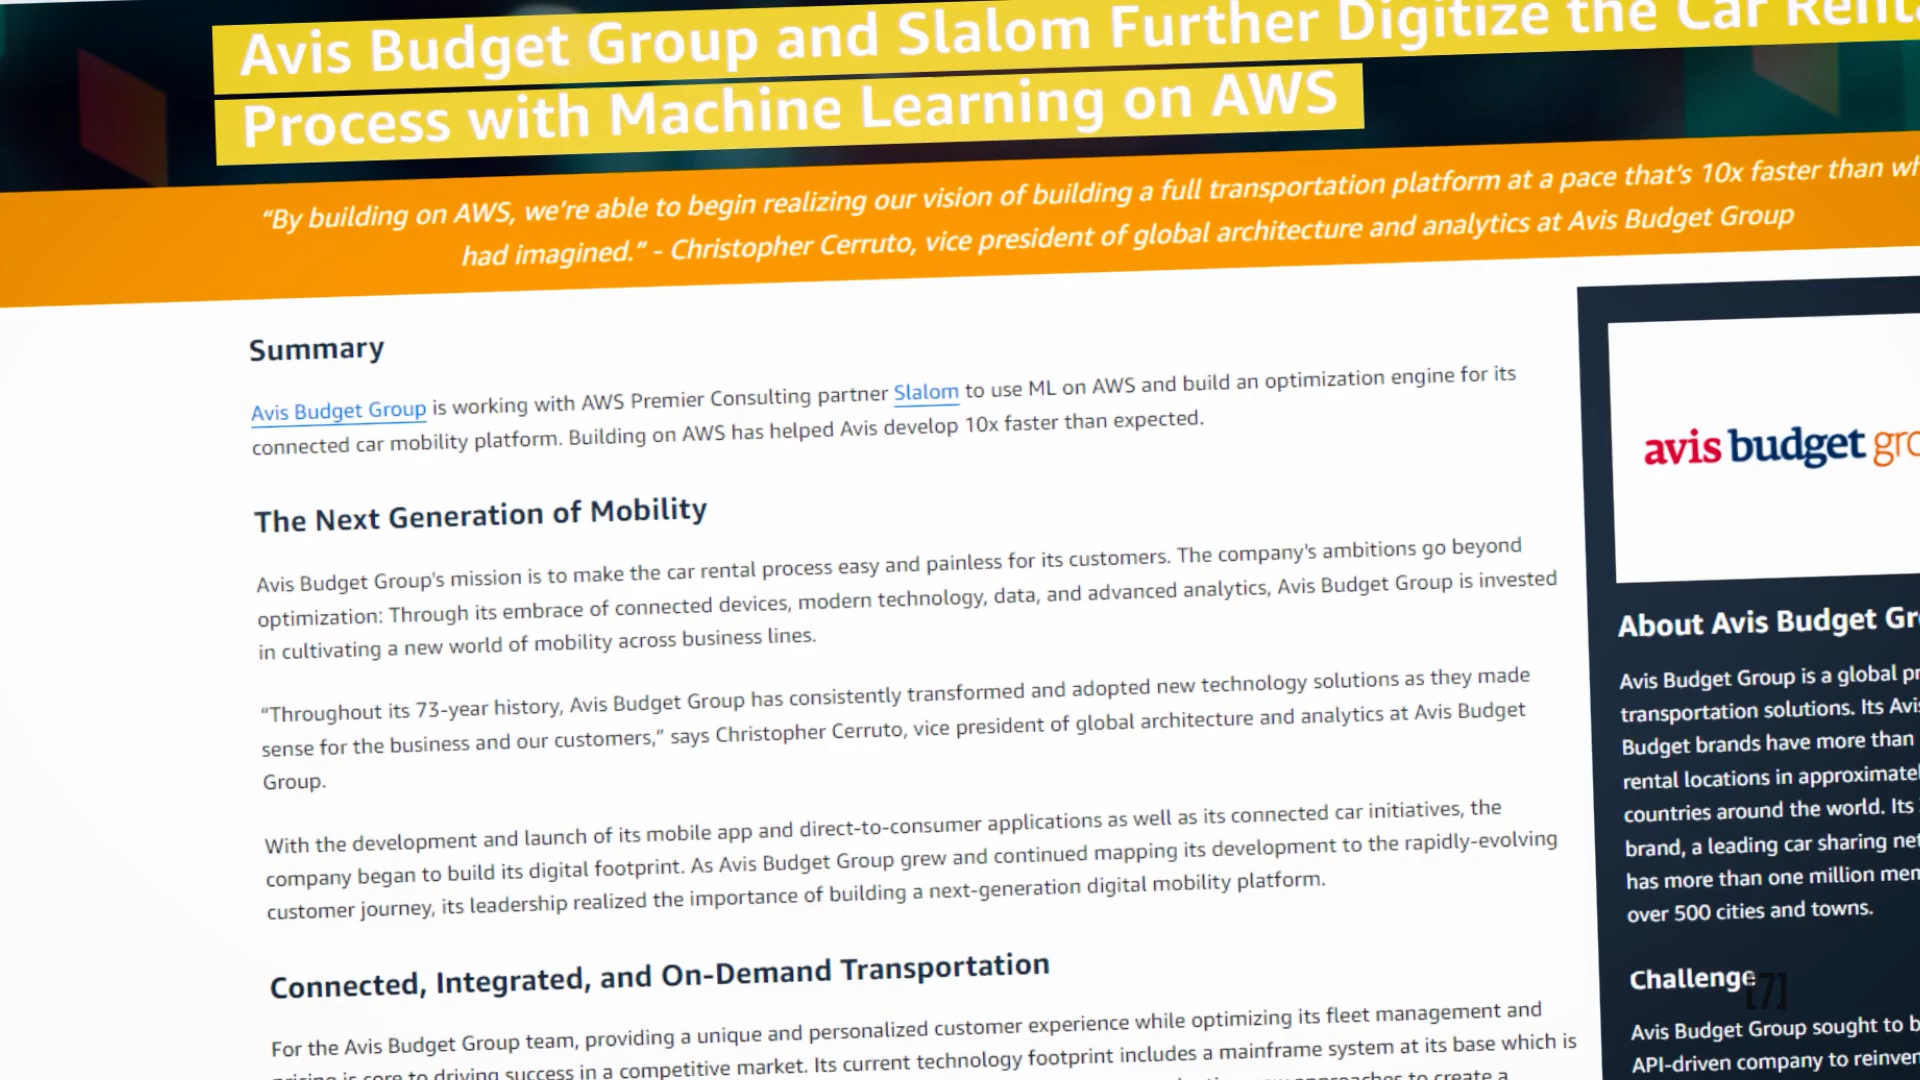 Avis Budget Group and Slalom Further Digitize the Car
Process with Machine Learning on AWS
“By building on AWS, we’re able to begin realizing our vision of building a full transportation platform at a pace that’s 10x faster than
had imagined.” - Christopher Cerruto, vice president of global architecture and analytics at Avis Budget Group
Summary
Avis Budget Group is working with AWS Premier Consulting partner Slalom to use ML on AWS and build an optimization engine for its
connected car mobility platform. Building on AWS has helped Avis develop 10x faster than expected.
The Next Generation of Mobility
Avis Budget Group's mission is to make the car rental process easy and painless for its customers. The company's ambitions go beyond
optimization: Through its embrace of connected devices, modern technology, data, and advanced analytics, Avis Budget Group is invested
in cultivating a new world of mobility across business lines.
“Throughout its 73-year history, Avis Budget Group has consistently transformed and adopted new technology solutions as they made
sense for the business and our customers,” says Christopher Cerruto, vice president of global architecture and analytics at Avis Budget
Group.
With the development and launch of its mobile app and direct-to-consumer applications as well as its connected car initiatives, the
company began to build its digital footprint. As Avis Budget Group grew and continued mapping its development to the rapidly-evolving
customer journey, its leadership realized the importance of building a next-generation digital mobility platform.
Connected, Integrated, and On-Demand Transportation
For the Avis Budget Group team, providing a unique and personalized customer experience while optimizing its fleet management and
pricing is core to driving success in a competitive market. Its current technology footprint includes a mainframe system at its base which is
new approaches to create a
avis budget
About Avis Budget
Avis Budget Group is a global
transportation solutions. Its
Budget brands have more than
rental locations in
countries around the world. Its
brand, a leading car sharing
has more than one million
over 500 cities and towns.
Challenge
[7]
Avis Budget Group sought to
API-driven company to